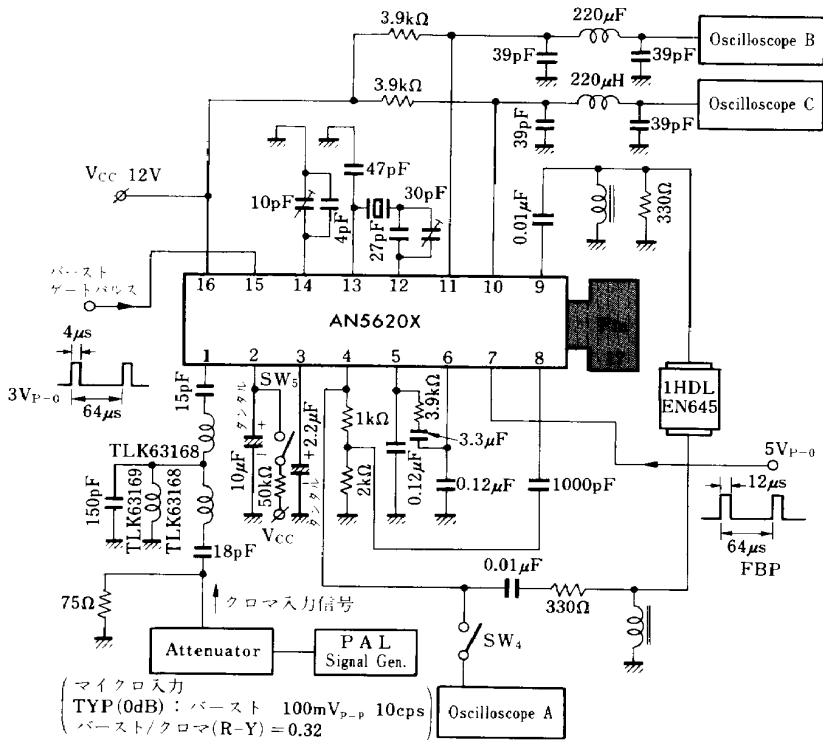 3.9kΩ
220μF
Oscilloscope B
39pF
39pF
3.9kΩ
220μH
Oscilloscope C
39pF
39pF
VCC 12V
47pF
10pF
4pF
30pF
27pF
0.01μF
330Ω
バースト
ゲートパルス
16 15 14 13 12 11 10 9
AN5620X
1 2 3 4 5 6 7 8
4μs
3VP-0
64μs
15pF
SW5
タンタル
10μF
50kΩ
VCC
2.2μF
タンタル
1kΩ
2kΩ
3.9kΩ
3.3μF
0.12μF
0.12μF
1000pF
1HDL
EN645
5VP-0
12μs
64μs
FBP
TLK63168
150pF
TLK63169
TLK63168
18pF
0.01μF
330Ω
75Ω
クロマ入力信号
SW4
Attenuator
PAL
Signal Gen.
Oscilloscope A
マイクロ入力
TYP(0dB) : バースト 100mVP-P 10cps
バースト/クロマ(R-Y)=0.32